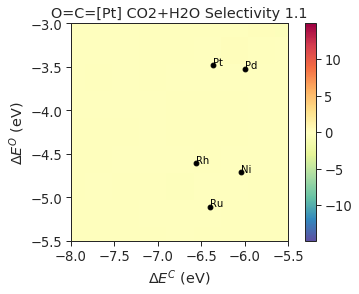 O=C=[Pt] CO2+H2O Selectivity 1.1
−3.0
−3.5
−4.0
−4.5
−5.0
−5.5
ΔE^O (eV)
Pt
Pd
Rh
Ni
Ru
−8.0 −7.5 −7.0 −6.5 −6.0 −5.5
ΔE^C (eV)
10
5
0
−5
−10